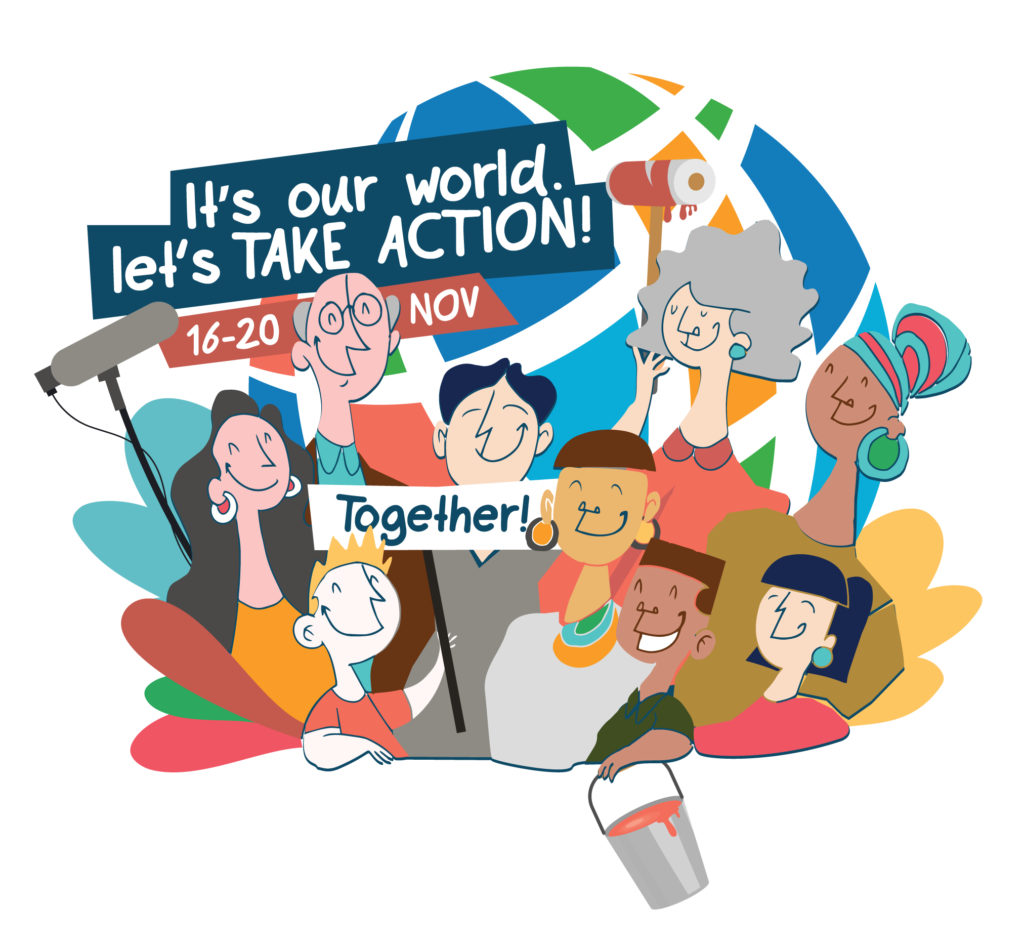 It's our world.
let's TAKE ACTION!
16-20 NOV
Together!